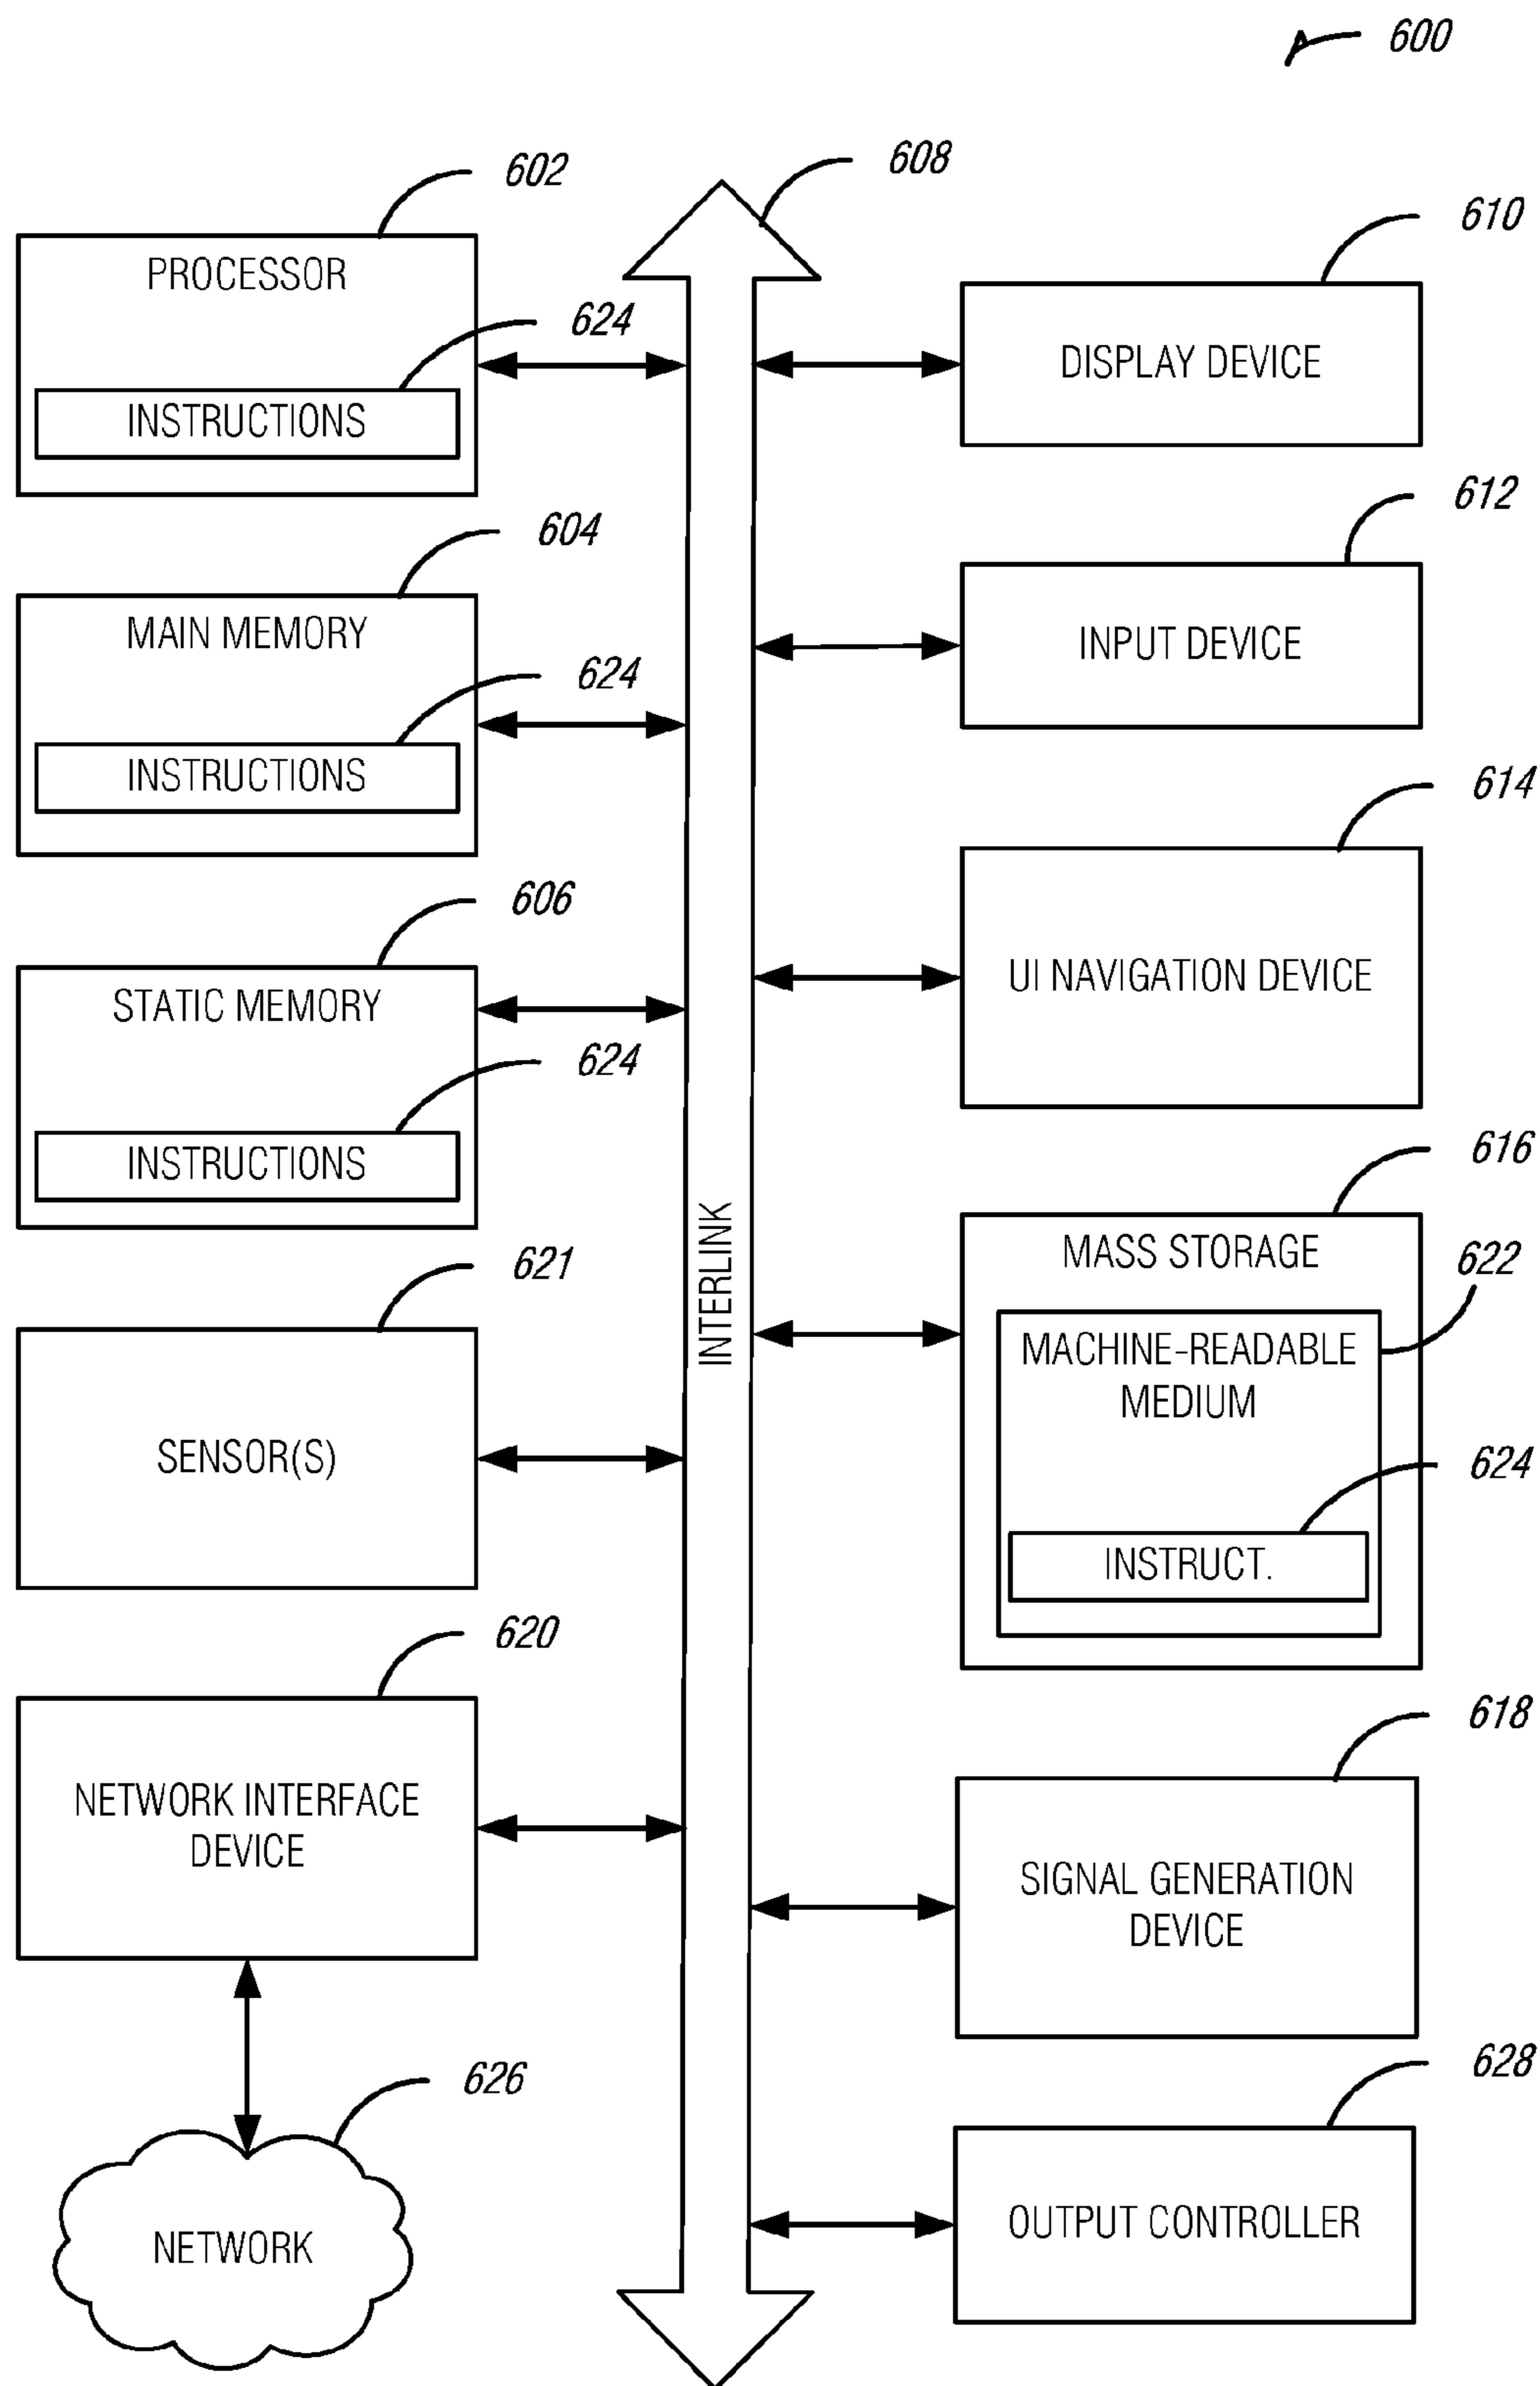 600
602
608
610
PROCESSOR
624
INSTRUCTIONS
DISPLAY DEVICE
604
612
MAIN MEMORY
624
INSTRUCTIONS
INPUT DEVICE
606
614
STATIC MEMORY
624
INSTRUCTIONS
UI NAVIGATION DEVICE
INTERLINK
621
616
SENSOR(S)
MASS STORAGE
622
MACHINE-READABLE
MEDIUM
624
INSTRUCT.
620
618
NETWORK INTERFACE
DEVICE
SIGNAL GENERATION
DEVICE
626
628
NETWORK
OUTPUT CONTROLLER